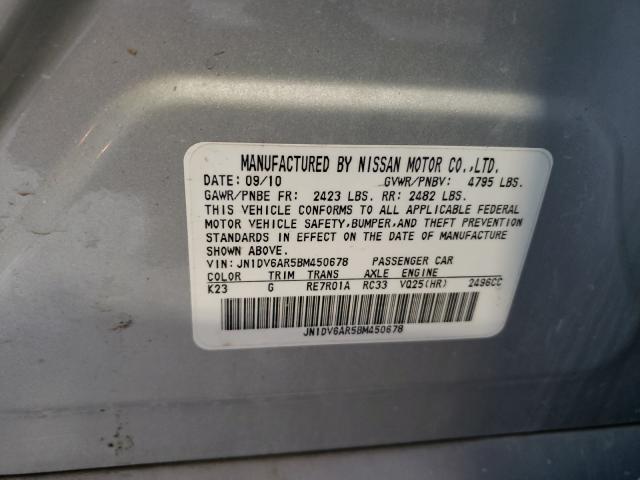 MANUFACTURED BY NISSAN MOTOR CO.,LTD.
DATE: 09/10 GVWR/PNBV: 4795 LBS.
GAWR/PNBE FR: 2423 LBS. RR: 2482 LBS.
THIS VEHICLE CONFORMS TO ALL APPLICABLE FEDERAL
MOTOR VEHICLE SAFETY,BUMPER,AND THEFT PREVENTION
STANDARDS IN EFFECT ON THE DATE OF MANUFACTURE
SHOWN ABOVE.
VIN:JN1DV6AR5BM450678 PASSENGER CAR
COLOR TRIM TRANS AXLE ENGINE
K23 G RE7R01A RC33 VQ25(HR) 2496CC
JN1DV6AR5BM450678